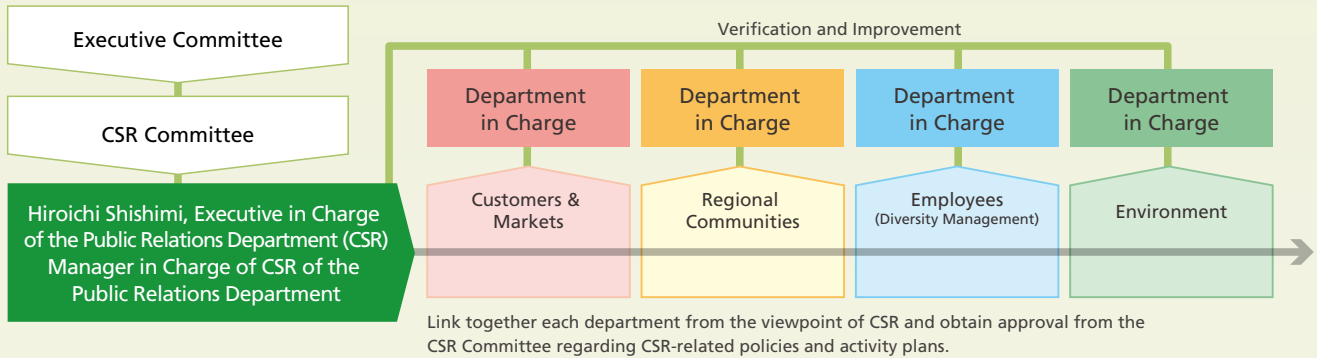 Executive Committee
CSR Committee
Hiroichi Shishimi, Executive in Charge
of the Public Relations Department (CSR)
Manager in Charge of CSR of the
Public Relations Department
Verification and Improvement
Department
in Charge
Department
in Charge
Department
in Charge
Department
in Charge
Customers &
Markets
Regional
Communities
Employees
(Diversity Management)
Environment
Link together each department from the viewpoint of CSR and obtain approval from the
CSR Committee regarding CSR-related policies and activity plans.